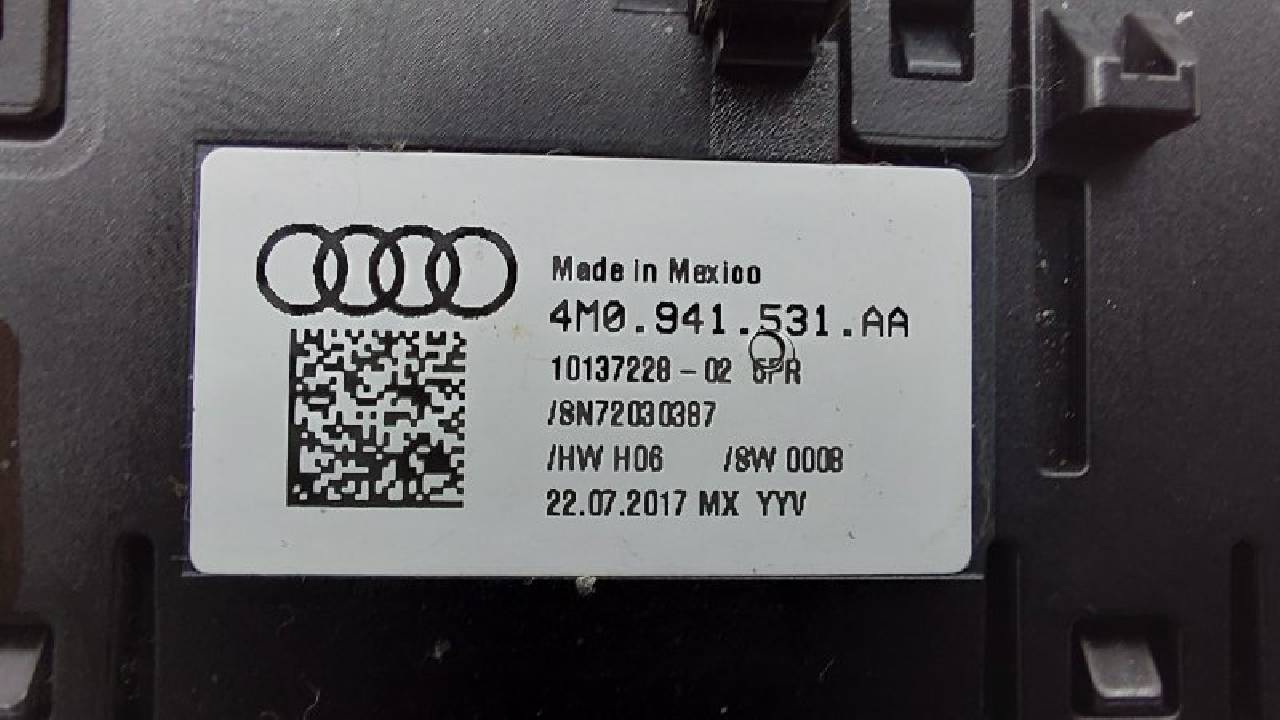 Made in Mexico
4M0.941.531.AA
10137228-02 5PR
/SN72030387
/HW H06 /SW 0008
22.07.2017 MX YYV